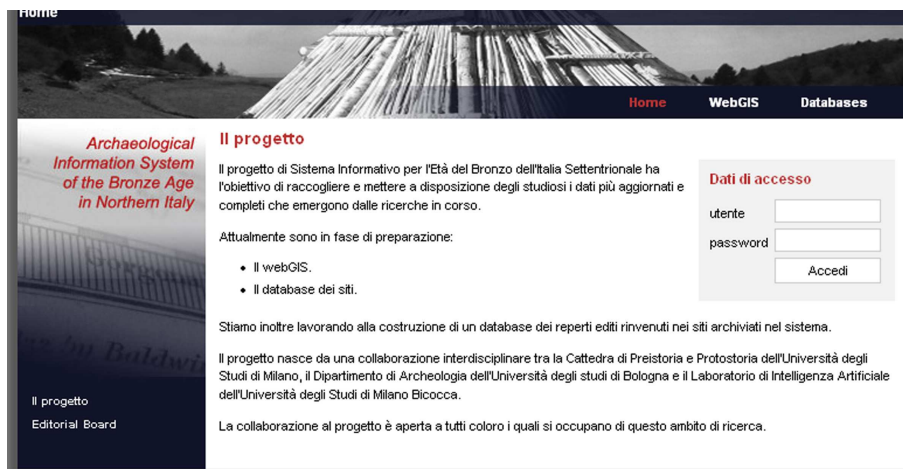 Home
Home WebGIS Databases
Archaeological
Information System
of the Bronze Age
in Northern Italy
Il progetto
Il progetto di Sistema Informativo per l'Età del Bronzo dell'Italia Settentrionale ha
l'obiettivo di raccogliere e mettere a disposizione degli studiosi i dati più aggiornati e
completi che emergono dalle ricerche in corso.
Attualmente sono in fase di preparazione:
• Il webGIS.
• Il database dei siti.
Dati di accesso
utente
password
Accedi
Stiamo inoltre lavorando alla costruzione di un database dei reperti editi rinvenuti nei siti archiviati nel sistema.
Il progetto nasce da una collaborazione interdisciplinare tra la Cattedra di Preistoria e Protostoria dell'Università degli
Studi di Milano, il Dipartimento di Archeologia dell'Università degli studi di Bologna e il Laboratorio di Intelligenza Artificiale
dell'Università degli Studi di Milano Bicocca.
La collaborazione al progetto è aperta a tutti coloro i quali si occupano di questo ambito di ricerca.
Il progetto
Editorial Board